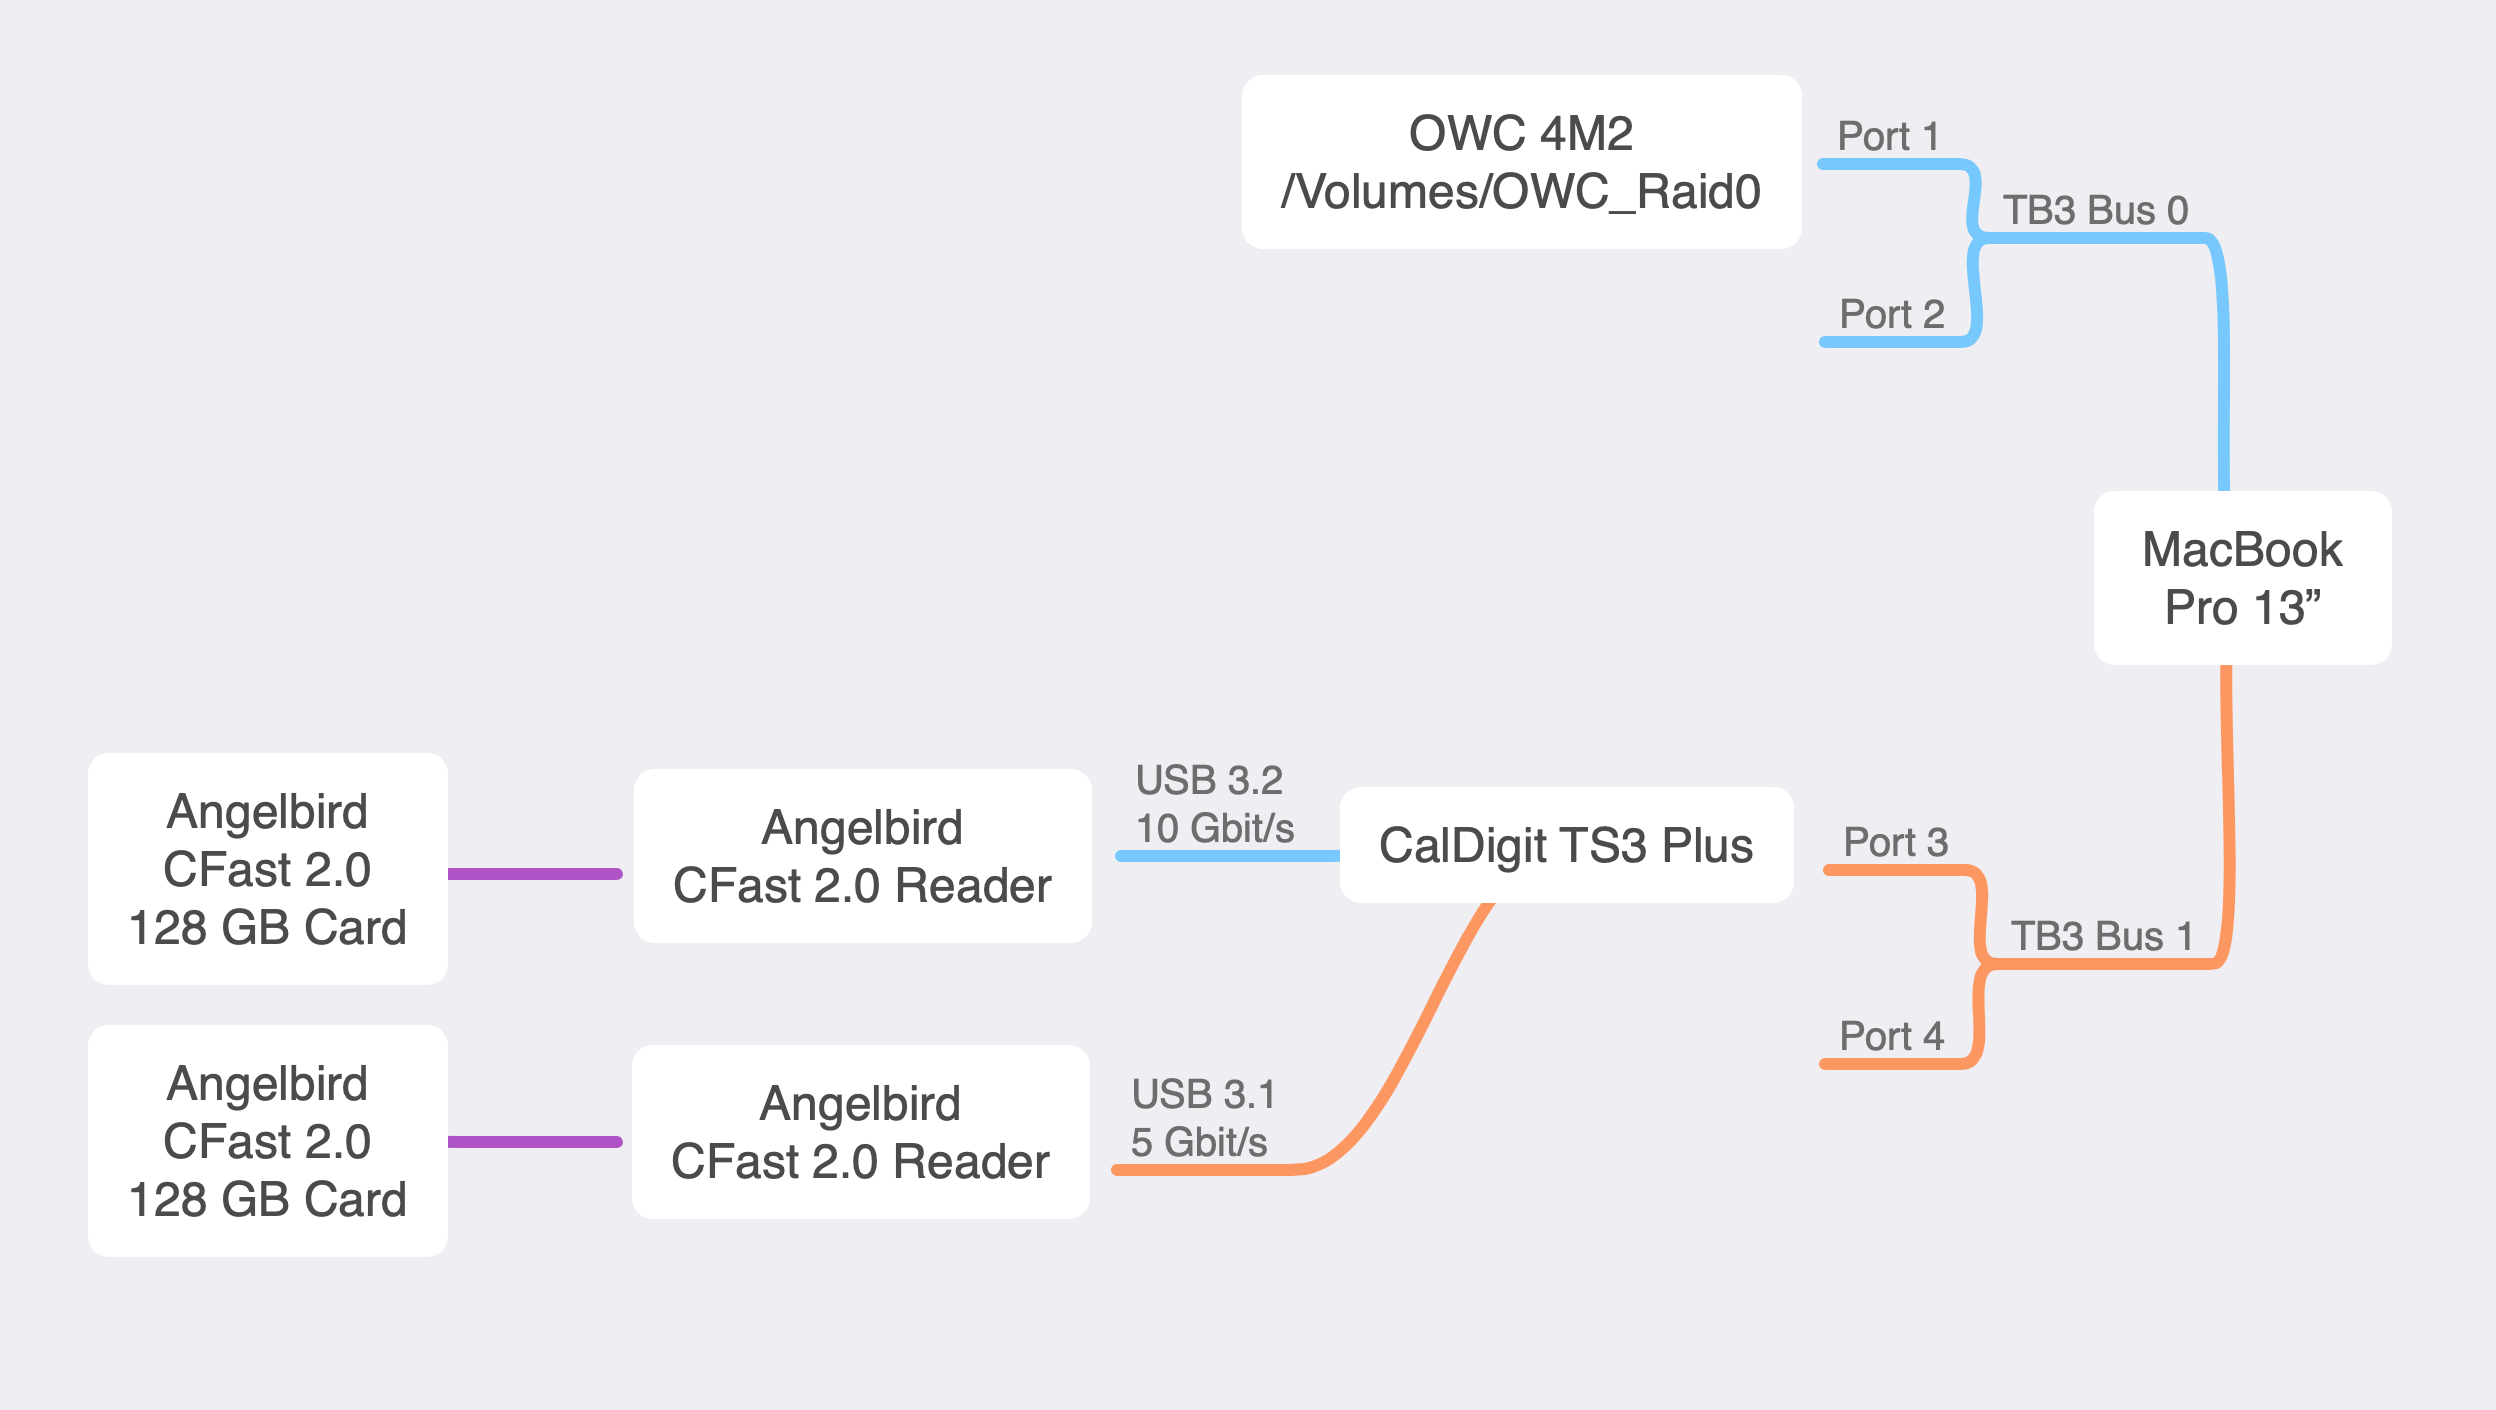 OWC 4M2
/Volumes/OWC_Raid0
Port 1
TB3 Bus 0
Port 2
MacBook
Pro 13”
Angelbird
CFast 2.0
128 GB Card
Angelbird
CFast 2.0 Reader
USB 3.2
10 Gbit/s
CalDigit TS3 Plus
Port 3
TB3 Bus 1
Port 4
Angelbird
CFast 2.0
128 GB Card
Angelbird
CFast 2.0 Reader
USB 3.1
5 Gbit/s